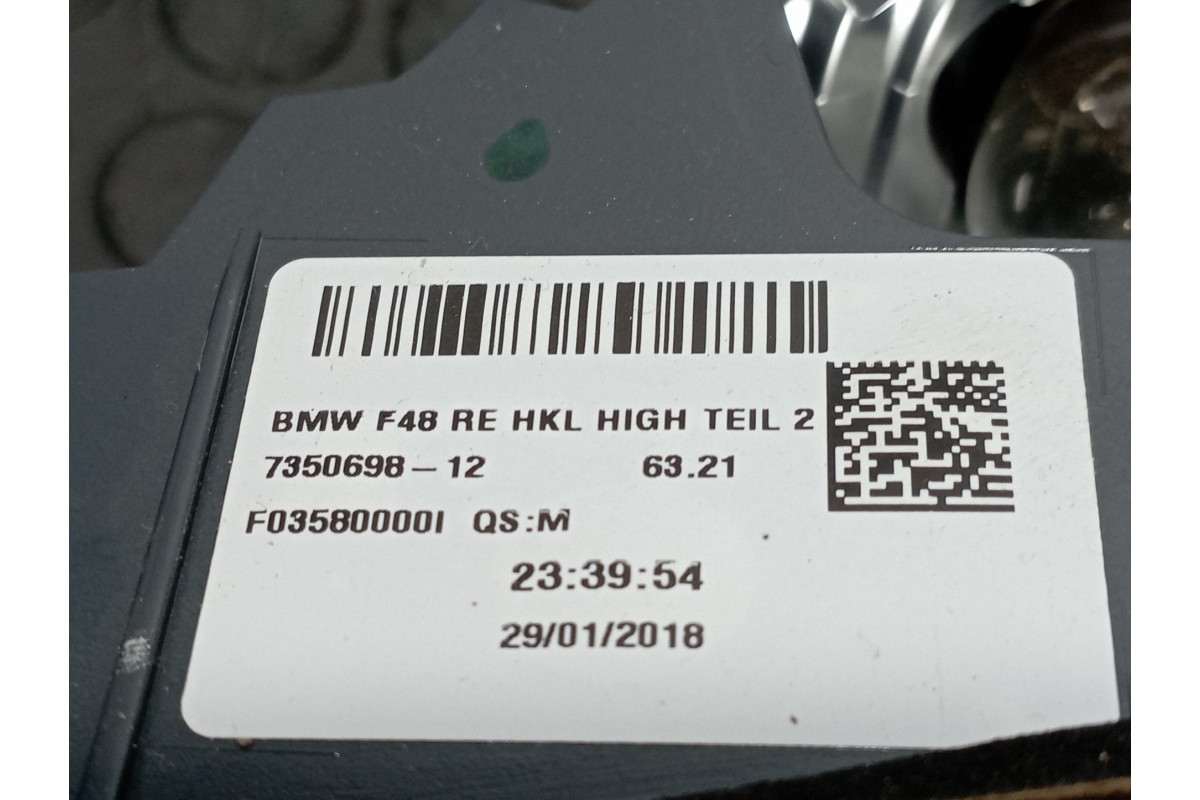 BMW F48 RE HKL HIGH TEIL 2
7350698-12 63.21
F03580000I QS:M
23:39:54
29/01/2018